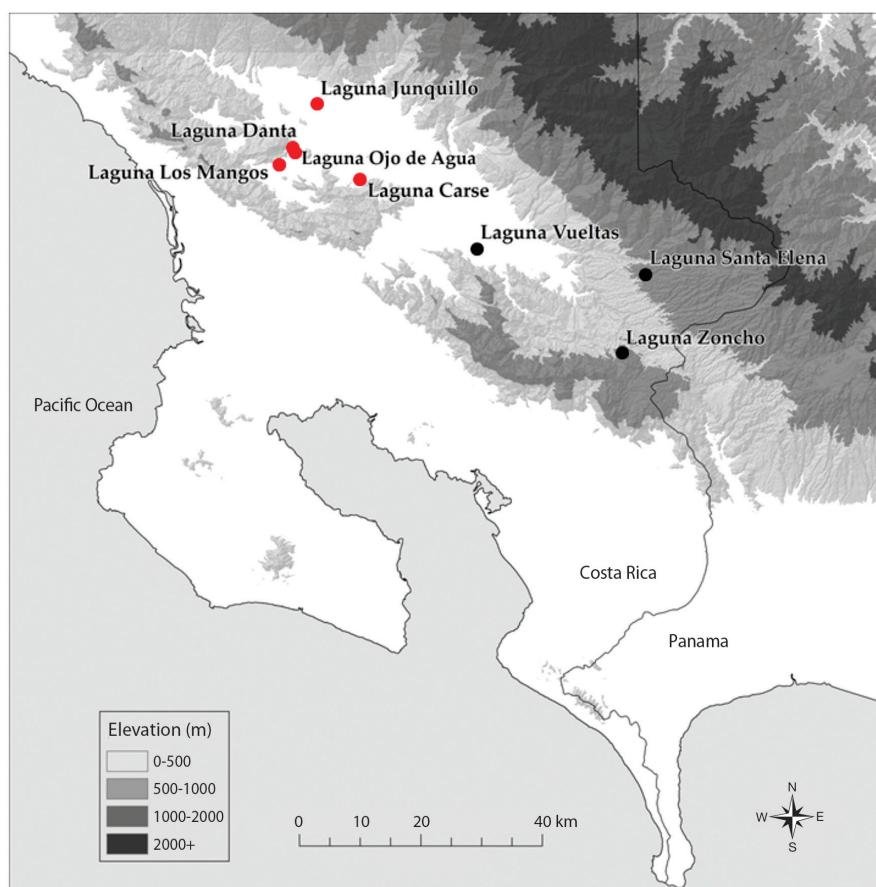 Laguna Junquillo
Laguna Danta
Laguna Ojo de Agua
Laguna Los Mangos
Laguna Carse
Laguna Vueltas
Laguna Santa Elena
Laguna Zoncho
Pacific Ocean
Costa Rica
Panama
Elevation (m)
0-500
500-1000
1000-2000
2000+
0 10 20 40 km
N
W E
S